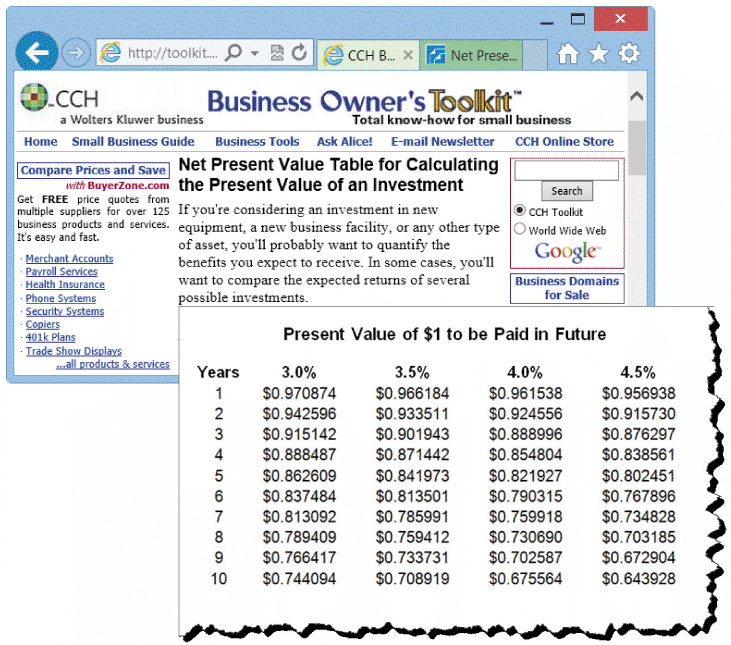 http://toolkit....
CCH B...
Net Prese...
CCH
a Wolters Kluwer business
Business Owner's Toolkit™
Total know-how for small business
Home Small Business Guide Business Tools Ask Alice! E-mail Newsletter CCH Online Store
Compare Prices and Save
with BuyerZone.com
Get FREE price quotes from
multiple suppliers for over 125
business products and services.
It's easy and fast.
· Merchant Accounts
· Payroll Services
· Health Insurance
· Phone Systems
· Security Systems
· Copiers
· 401k Plans
· Trade Show Displays
...all products & services
Net Present Value Table for Calculating
the Present Value of an Investment
If you're considering an investment in new
equipment, a new business facility, or any other type
of asset, you'll probably want to quantify the
benefits you expect to receive. In some cases, you'll
want to compare the expected returns of several
possible investments.
Search
CCH Toolkit
World Wide Web
Google™
Business Domains
for Sale
Present Value of $1 to be Paid in Future
Years 3.0% 3.5% 4.0% 4.5%
1 $0.970874 $0.966184 $0.961538 $0.956938
2 $0.942596 $0.933511 $0.924556 $0.915730
3 $0.915142 $0.901943 $0.888996 $0.876297
4 $0.888487 $0.871442 $0.854804 $0.838561
5 $0.862609 $0.841973 $0.821927 $0.802451
6 $0.837484 $0.813501 $0.790315 $0.767896
7 $0.813092 $0.785991 $0.759918 $0.734828
8 $0.789409 $0.759412 $0.730690 $0.703185
9 $0.766417 $0.733731 $0.702587 $0.672904
10 $0.744094 $0.708919 $0.675564 $0.643928